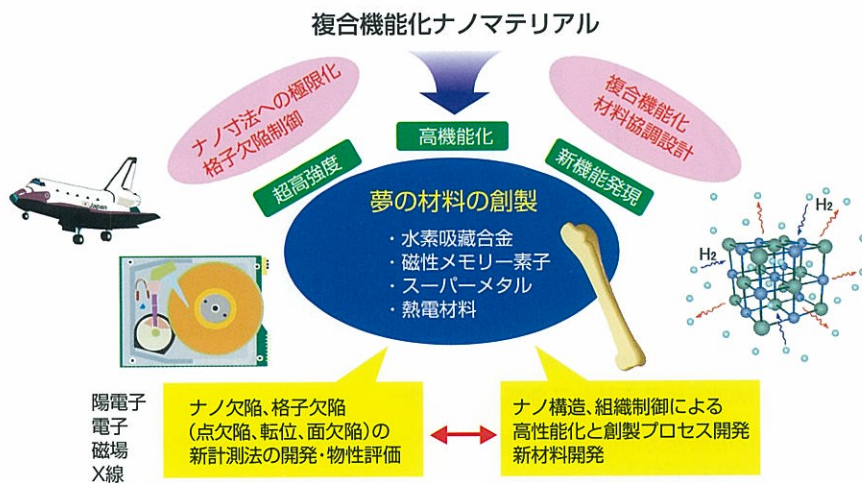 複合機能化ナノマテリアル
ナノ寸法への極限化
格子欠陥制御
複合機能化
材料協調設計
超高強度
高機能化
新機能発現
夢の材料の創製
・水素吸蔵合金
・磁性メモリー素子
・スーパーメタル
・熱電材料
Japan
H₂
H₂
陽電子
電子
磁場
X線
ナノ欠陥、格子欠陥
(点欠陥、転位、面欠陥)の
新計測法の開発・物性評価
ナノ構造、組織制御による
高性能化と創製プロセス開発
新材料開発